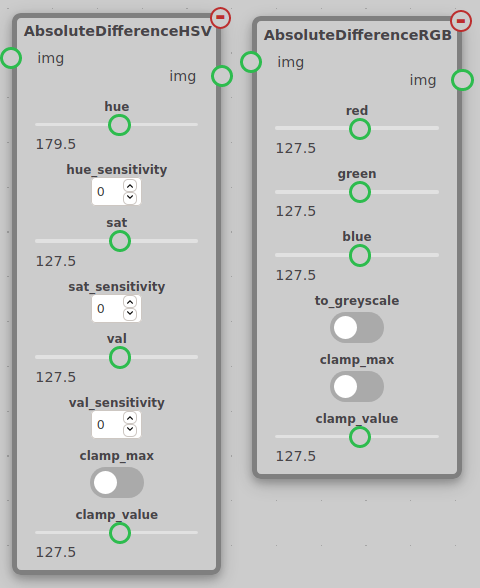 AbsoluteDifferenceHSV
img
img
hue
179.5
hue_sensitivity
0
sat
127.5
sat_sensitivity
0
val
127.5
val_sensitivity
0
clamp_max
clamp_value
127.5
AbsoluteDifferenceRGB
img
img
red
127.5
green
127.5
blue
127.5
to_greyscale
clamp_max
clamp_value
127.5